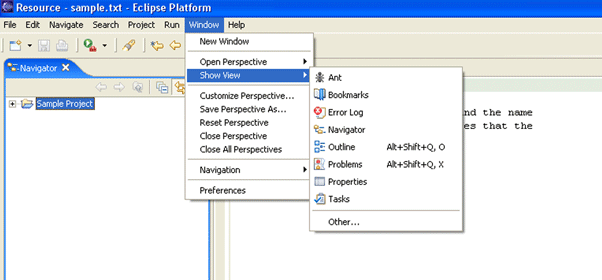 Resource - sample.txt - Eclipse Platform
File Edit Navigate Search Project Run Window Help
New Window
Navigator
Open Perspective
Show View
Sample Project
Customize Perspective...
Save Perspective As...
Reset Perspective
Close Perspective
Close All Perspectives
Navigation
Preferences
Ant
Bookmarks
Error Log
Navigator
Outline Alt+Shift+Q, O
Problems Alt+Shift+Q, X
Properties
Tasks
Other...
the name
that the